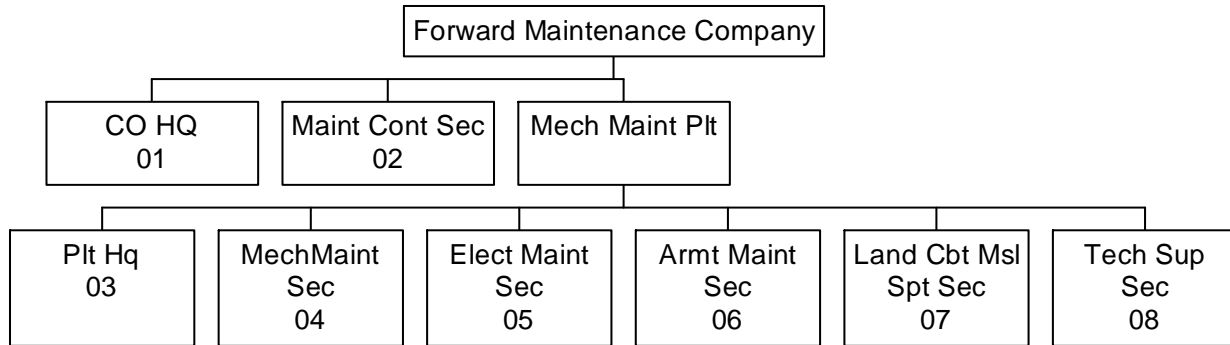 Forward Maintenance Company
CO HQ
01
Maint Cont Sec
02
Mech Maint Plt
Plt Hq
03
MechMaint
Sec
04
Elect Maint
Sec
05
Armt Maint
Sec
06
Land Cbt Msl
Spt Sec
07
Tech Sup
Sec
08